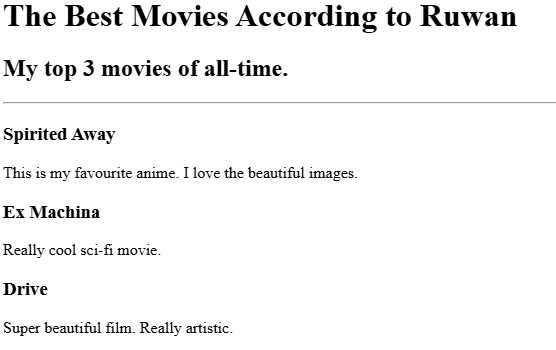 The Best Movies According to Ruwan
My top 3 movies of all-time.
Spirited Away
This is my favourite anime. I love the beautiful images.
Ex Machina
Really cool sci-fi movie.
Drive
Super beautiful film. Really artistic.